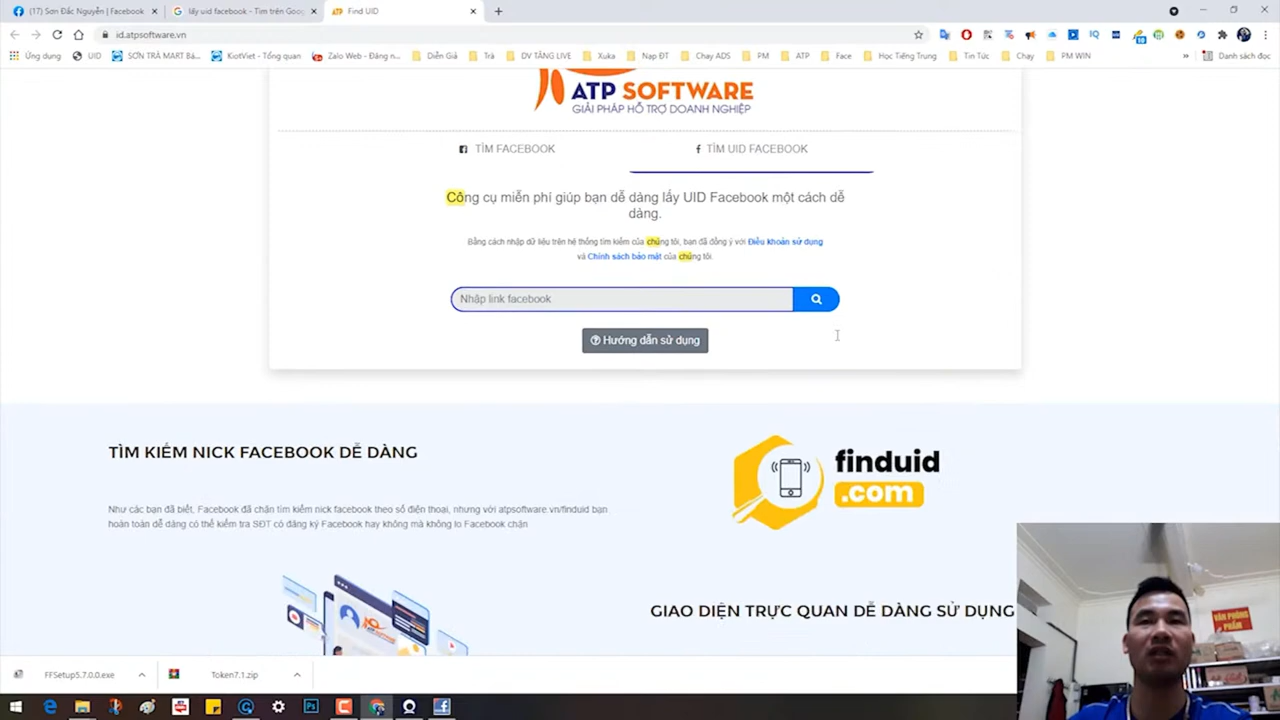 (17) Sơn Đắc Nguyễn | Facebook
lấy uid facebook - Tìm trên Goog
Find UID
id.atpsoftware.vn
Ứng dụng
UID
SƠN TRÀ MART Bá...
KiotViet - Tổng quan
Zalo Web - Đăng n...
Diễn Giả
Trà
DV TĂNG LIVE
Xuka
Nạp ĐT
Chạy ADS
PM
ATP
Face
Học Tiếng Trung
Tin Tức
Chạy
PM WIN
Danh sách đọc
ATP SOFTWARE
GIẢI PHÁP HỖ TRỢ DOANH NGHIỆP
TÌM FACEBOOK
TÌM UID FACEBOOK
Công cụ miễn phí giúp bạn dễ dàng lấy UID Facebook một cách dễ
dàng.
Bằng cách nhập dữ liệu trên hệ thống tìm kiếm của chúng tôi, bạn đã đồng ý với Điều khoản sử dụng
và Chính sách bảo mật của chúng tôi.
Nhập link facebook
Hướng dẫn sử dụng
TÌM KIẾM NICK FACEBOOK DỄ DÀNG
finduid
.com
Như các bạn đã biết, Facebook đã chặn tìm kiếm nick facebook theo số điện thoại, nhưng với atpsoftware.vn/finduid bạn
hoàn toàn dễ dàng có thể kiểm tra SĐT có đăng ký Facebook hay không mà không lo Facebook chặn
GIAO DIỆN TRỰC QUAN DỄ DÀNG SỬ DỤNG
ATP SOFTWARE
VĂN PHÒNG
PHẨM
FFSetup5.7.0.0.exe
Token7.1.zip